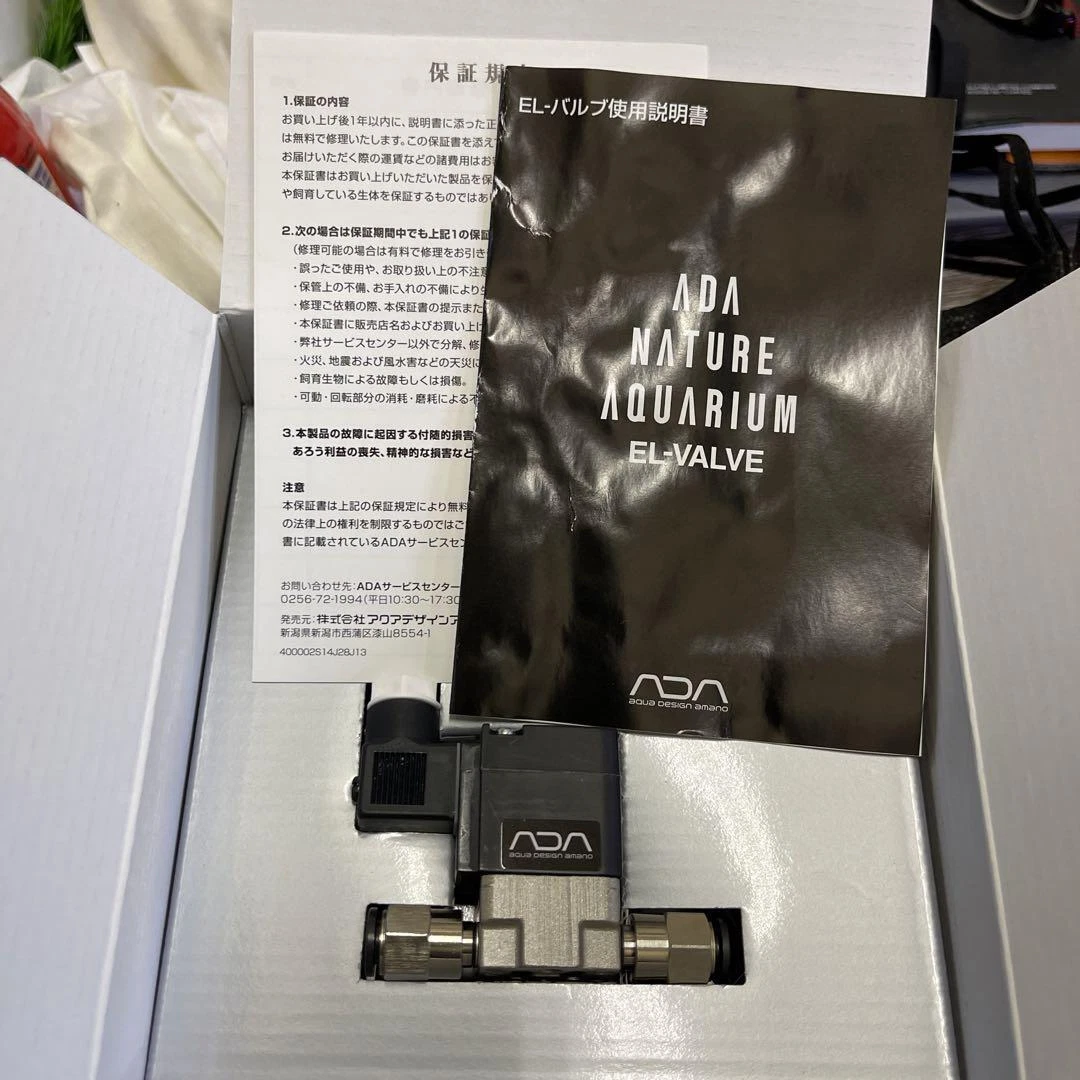 保証規
1.保証の内容
お買い上げ後1年以内に、説明書に添った正
は無料で修理いたします。この保証書を添え
お届けいただく際の運賃などの諸費用はお
本保証書はお買い上げいただいた製品を保
や飼育している生体を保証するものではあ
2.次の場合は保証期間中でも上記1の保証
(修理可能の場合は有料で修理をお引き
・誤ったご使用や、お取り扱い上の不注意
・保管上の不備、お手入れの不備により
・修理ご依頼の際、本保証書の提示また
・本保証書に販売店名およびお買い上げ
・弊社サービスセンター以外で分解、修
・火災、地震および風水害などの天災に
・飼育生物による故障もしくは損傷。
・可動・回転部分の消耗・磨耗による不
3.本製品の故障に起因する付随的損害
あろう利益の喪失、精神的な損害など
注意
本保証書は上記の保証規定により無料
の法律上の権利を制限するものではご
書に記載されているADAサービスセン
お問い合わせ先:ADAサービスセンター
0256-72-1994(平日10:30〜17:30
発売元:株式会社アクアデザインア
新潟県新潟市西蒲区漆山8554-1
400002S14J28J13
EL-バルブ使用説明書
ADA
NATURE
AQUARIUM
EL-VALVE
ADA
aqua design amano
ADA
aqua design amano